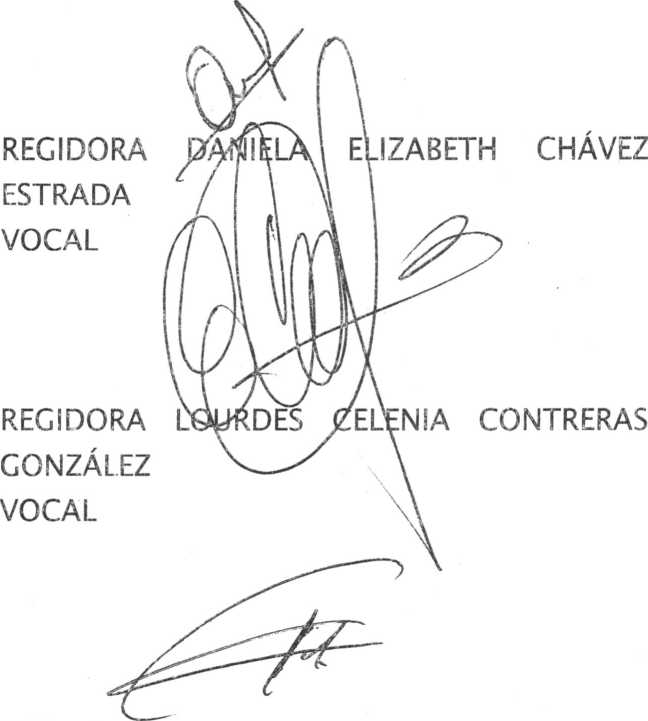 REGIDORA DANIELA ELIZABETH CHÁVEZ
ESTRADA
VOCAL
REGIDORA LOURDES CELENIA CONTRERAS
GONZÁLEZ
VOCAL